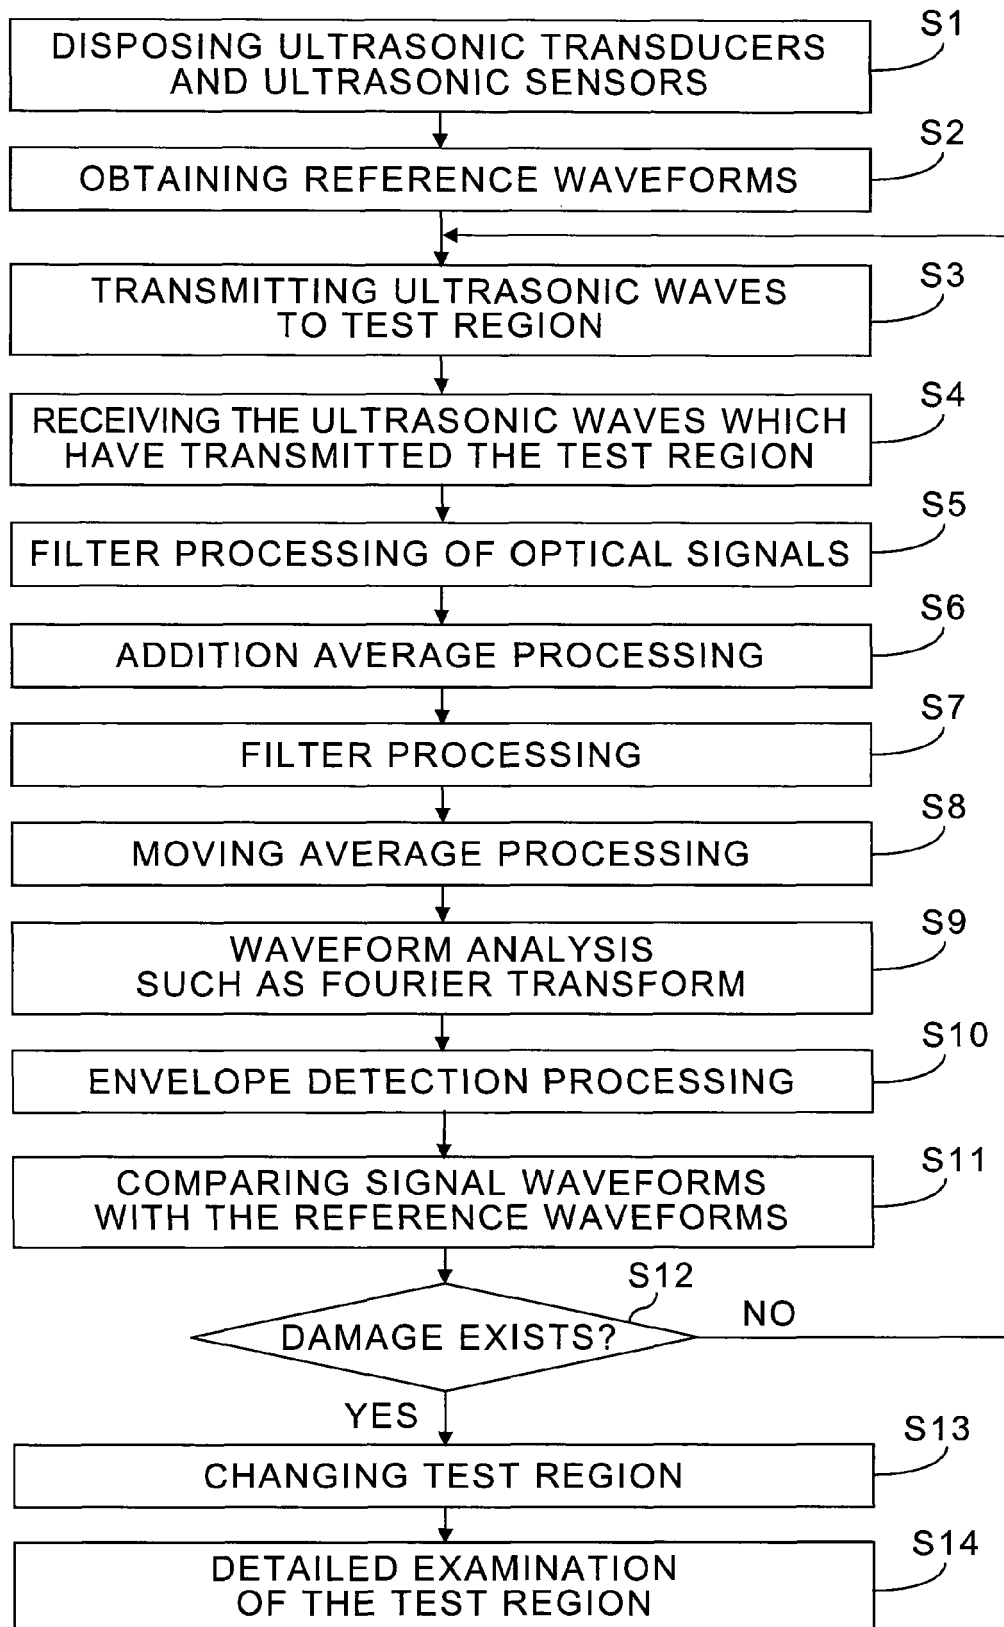 S1
DISPOSING ULTRASONIC TRANSDUCERS
AND ULTRASONIC SENSORS
S2
OBTAINING REFERENCE WAVEFORMS
S3
TRANSMITTING ULTRASONIC WAVES
TO TEST REGION
S4
RECEIVING THE ULTRASONIC WAVES WHICH
HAVE TRANSMITTED THE TEST REGION
S5
FILTER PROCESSING OF OPTICAL SIGNALS
S6
ADDITION AVERAGE PROCESSING
S7
FILTER PROCESSING
S8
MOVING AVERAGE PROCESSING
S9
WAVEFORM ANALYSIS
SUCH AS FOURIER TRANSFORM
S10
ENVELOPE DETECTION PROCESSING
S11
COMPARING SIGNAL WAVEFORMS
WITH THE REFERENCE WAVEFORMS
S12
DAMAGE EXISTS?
NO
YES
S13
CHANGING TEST REGION
S14
DETAILED EXAMINATION
OF THE TEST REGION